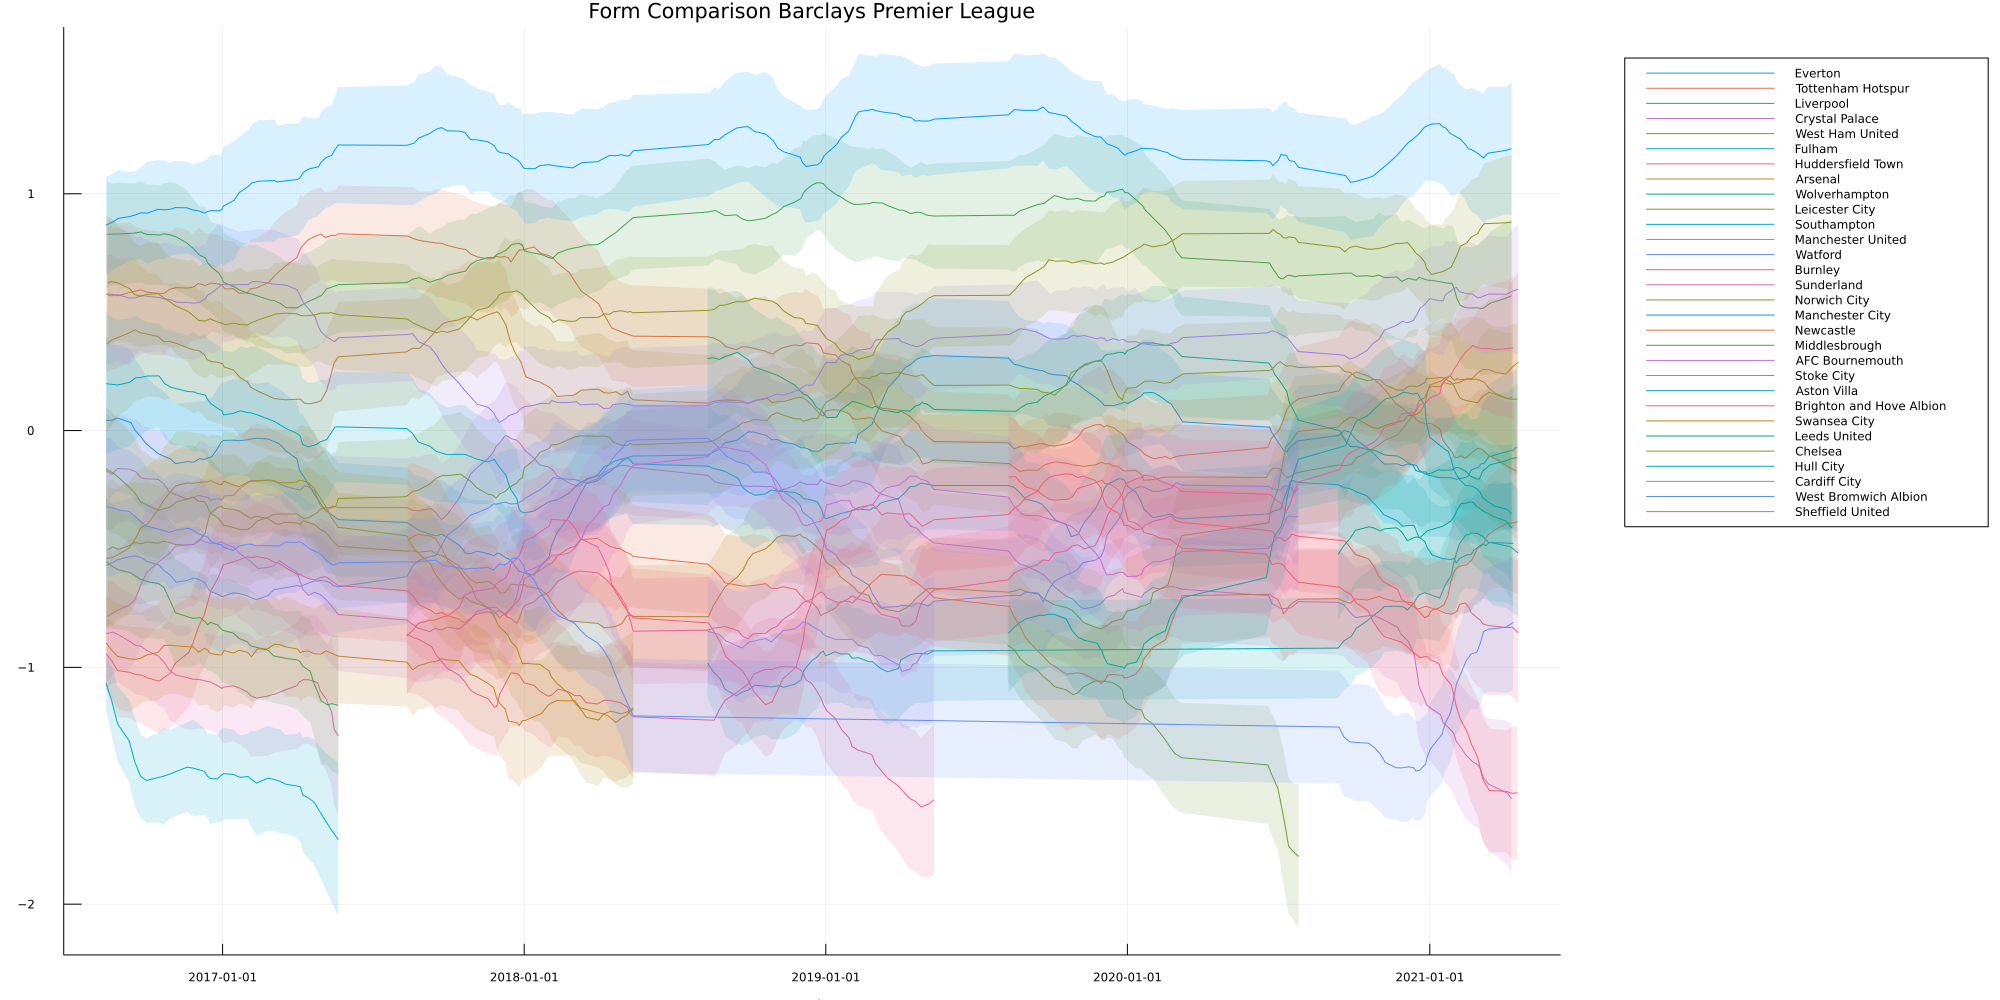 Form Comparison Barclays Premier League
1
0
−1
−2
2017-01-01
2018-01-01
2019-01-01
2020-01-01
2021-01-01
Everton
Tottenham Hotspur
Liverpool
Crystal Palace
West Ham United
Fulham
Huddersfield Town
Arsenal
Wolverhampton
Leicester City
Southampton
Manchester United
Watford
Burnley
Sunderland
Norwich City
Manchester City
Newcastle
Middlesbrough
AFC Bournemouth
Stoke City
Aston Villa
Brighton and Hove Albion
Swansea City
Leeds United
Chelsea
Hull City
Cardiff City
West Bromwich Albion
Sheffield United